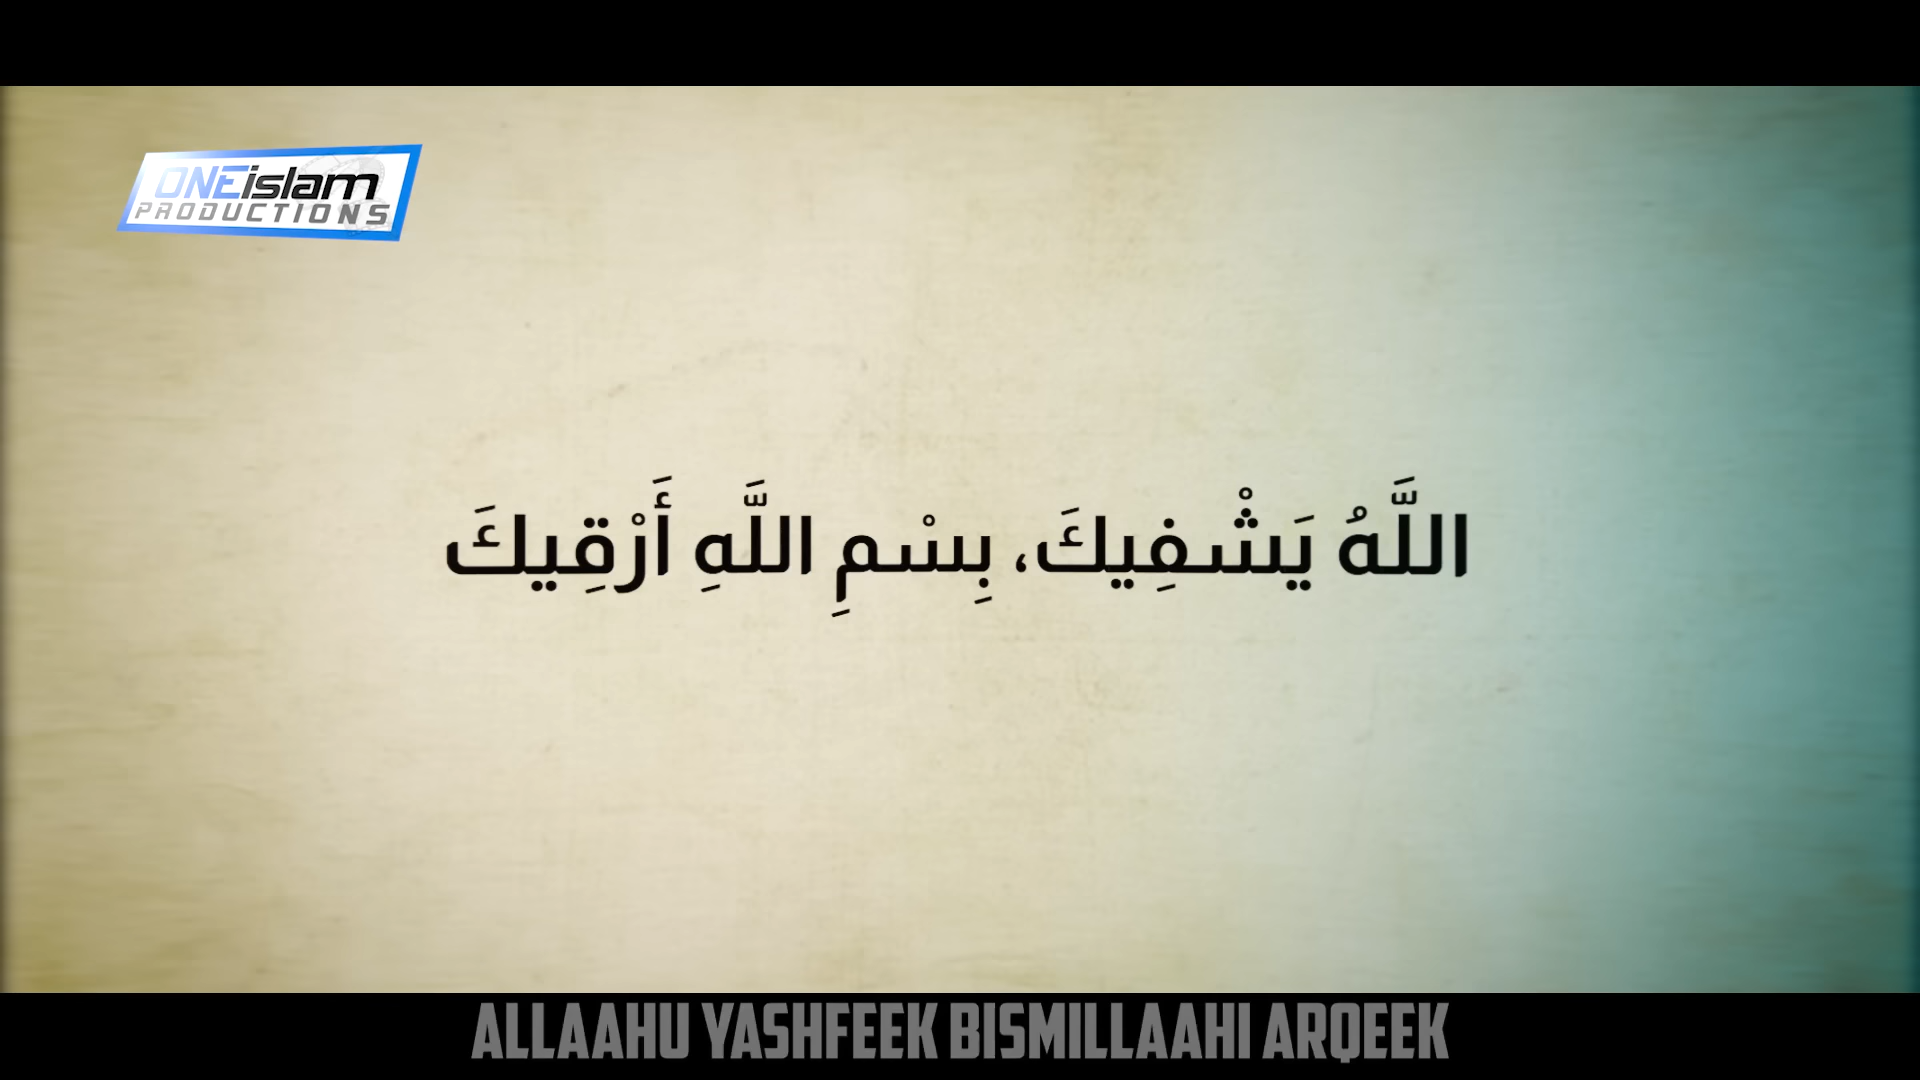 ONEislam
PRODUCTIONS
اللَّهُ يَشْفِيكَ، بِسْمِ اللَّهِ أَرْقِيكَ
ALLAAHU YASHFEEK BISMILLAAHI ARQEEK